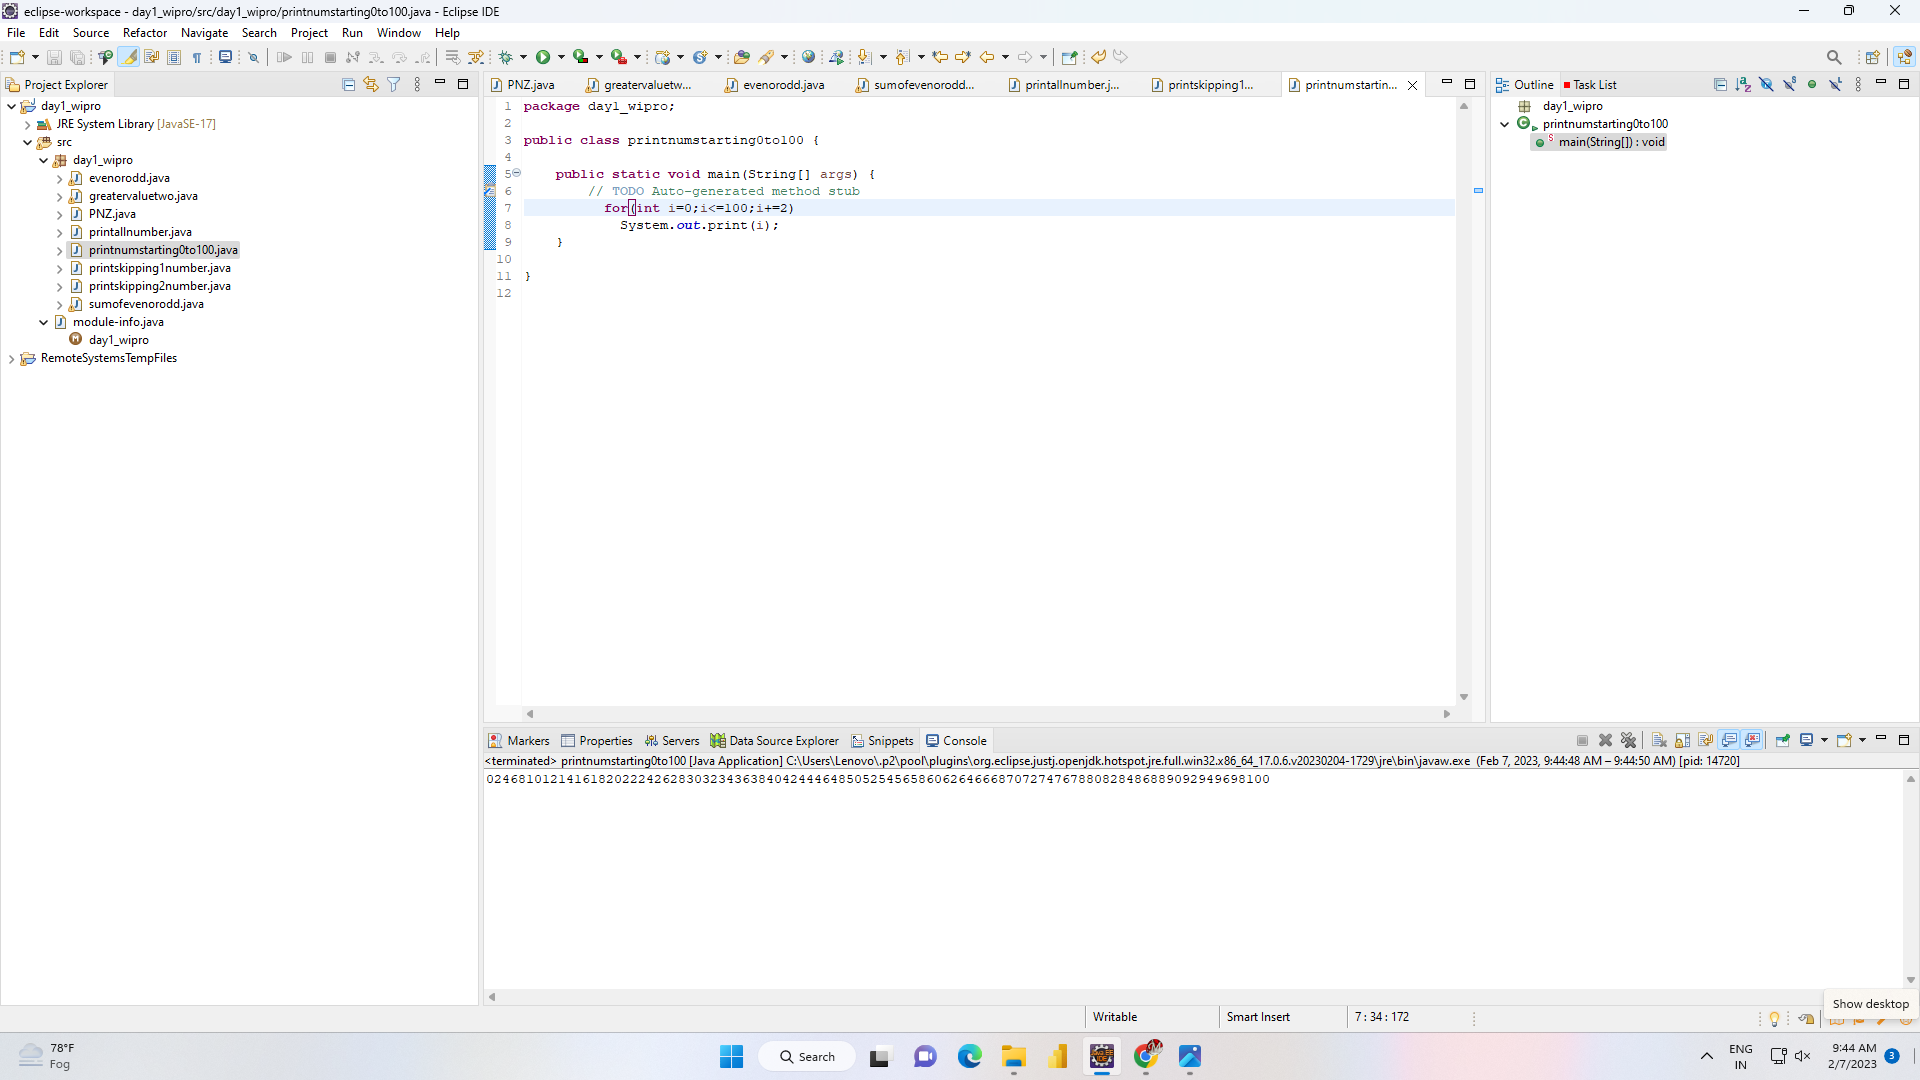 eclipse-workspace - day1_wipro/src/day1_wipro/printnumstarting0to100.java - Eclipse IDE
File Edit Source Refactor Navigate Search Project Run Window Help
Project Explorer
day1_wipro
JRE System Library [JavaSE-17]
src
day1_wipro
evenorodd.java
greatervaluetwo.java
PNZ.java
printallnumber.java
printnumstarting0to100.java
printskipping1number.java
printskipping2number.java
sumofevenorodd.java
module-info.java
day1_wipro
RemoteSystemsTempFiles
PNZ.java greatervaluetw... evenorodd.java sumofevenorodd... printallnumber.j... printskipping1... printnumstartin...
1 package day1_wipro;
2
3 public class printnumstarting0to100 {
4
5 public static void main(String[] args) {
6 // TODO Auto-generated method stub
7 for(int i=0;i<=100;i+=2)
8 System.out.print(i);
9 }
10
11 }
12
Outline Task List
day1_wipro
printnumstarting0to100
main(String[]) : void
Markers Properties Servers Data Source Explorer Snippets Console
<terminated> printnumstarting0to100 [Java Application] C:\Users\Lenovo\.p2\pool\plugins\org.eclipse.justj.openjdk.hotspot.jre.full.win32.x86_64_17.0.6.v20230204-1729\jre\bin\javaw.exe (Feb 7, 2023, 9:44:48 AM – 9:44:50 AM) [pid: 14720]
02468101214161820222426283032343638404244464850525456586062646668707274767880828486889092949698100
Writable Smart Insert 7 : 34 : 172
Show desktop
78°F
Fog
Search
ENG
IN
9:44 AM
2/7/2023
3